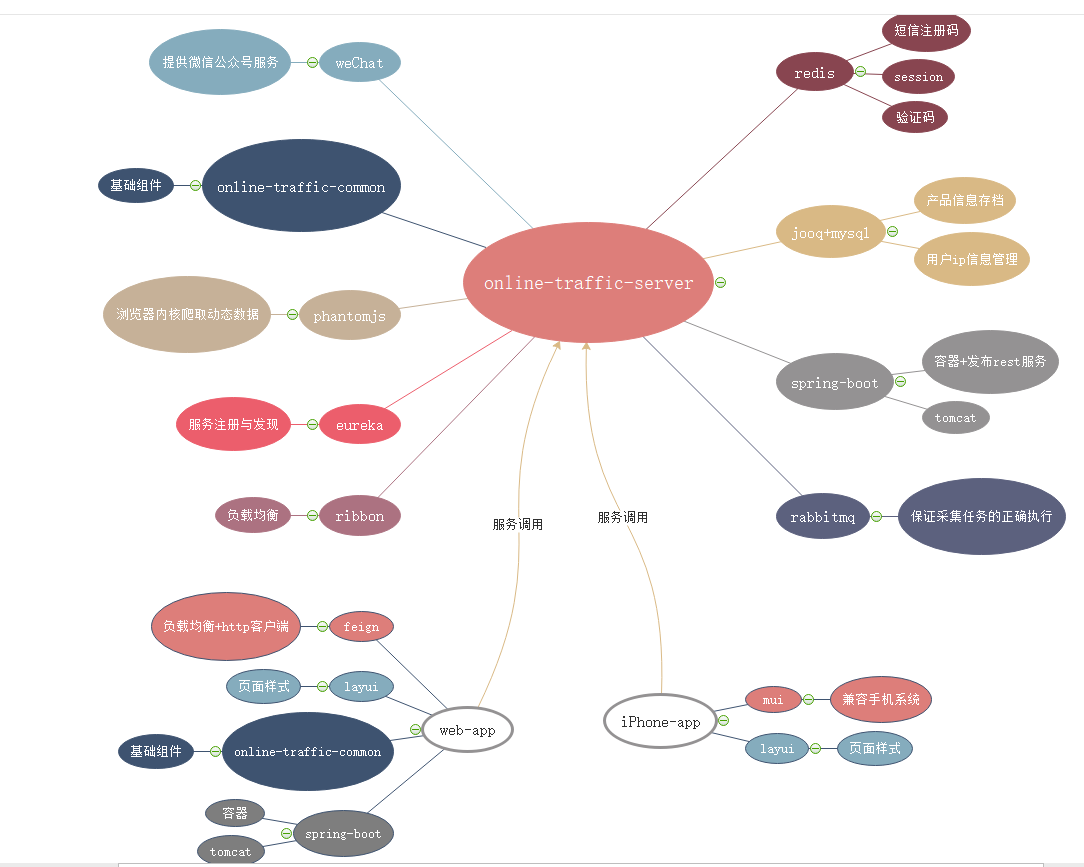 短信注册码
提供微信公众号服务
weChat
redis
session
验证码
基础组件
online-traffic-common
产品信息存档
jooq+mysql
用户ip信息管理
online-traffic-server
浏览器内核爬取动态数据
phantomjs
容器+发布rest服务
spring-boot
tomcat
服务注册与发现
eureka
负载均衡
ribbon
rabbitmq
保证采集任务的正确执行
服务调用
服务调用
负载均衡+http客户端
feign
页面样式
layui
web-app
基础组件
online-traffic-common
容器
spring-boot
tomcat
iPhone-app
mui
兼容手机系统
layui
页面样式